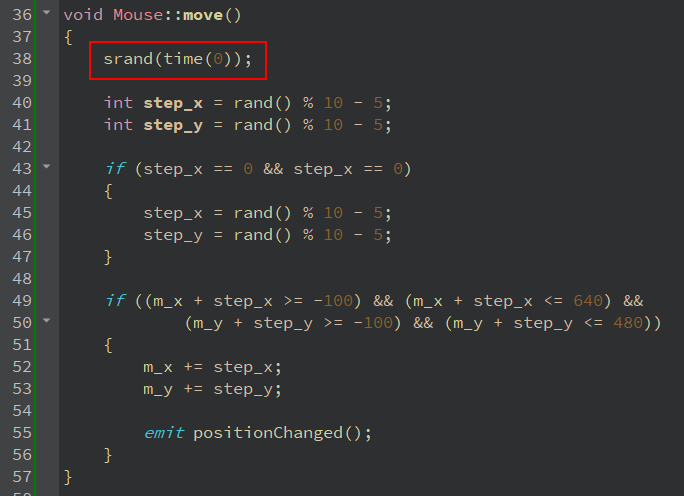 36 void Mouse::move()
37 {
38     srand(time(0));
39
40     int step_x = rand() % 10 - 5;
41     int step_y = rand() % 10 - 5;
42
43     if (step_x == 0 && step_x == 0)
44     {
45         step_x = rand() % 10 - 5;
46         step_y = rand() % 10 - 5;
47     }
48
49     if ((m_x + step_x >= -100) && (m_x + step_x <= 640) &&
50             (m_y + step_y >= -100) && (m_y + step_y <= 480))
51     {
52         m_x += step_x;
53         m_y += step_y;
54
55         emit positionChanged();
56     }
57 }